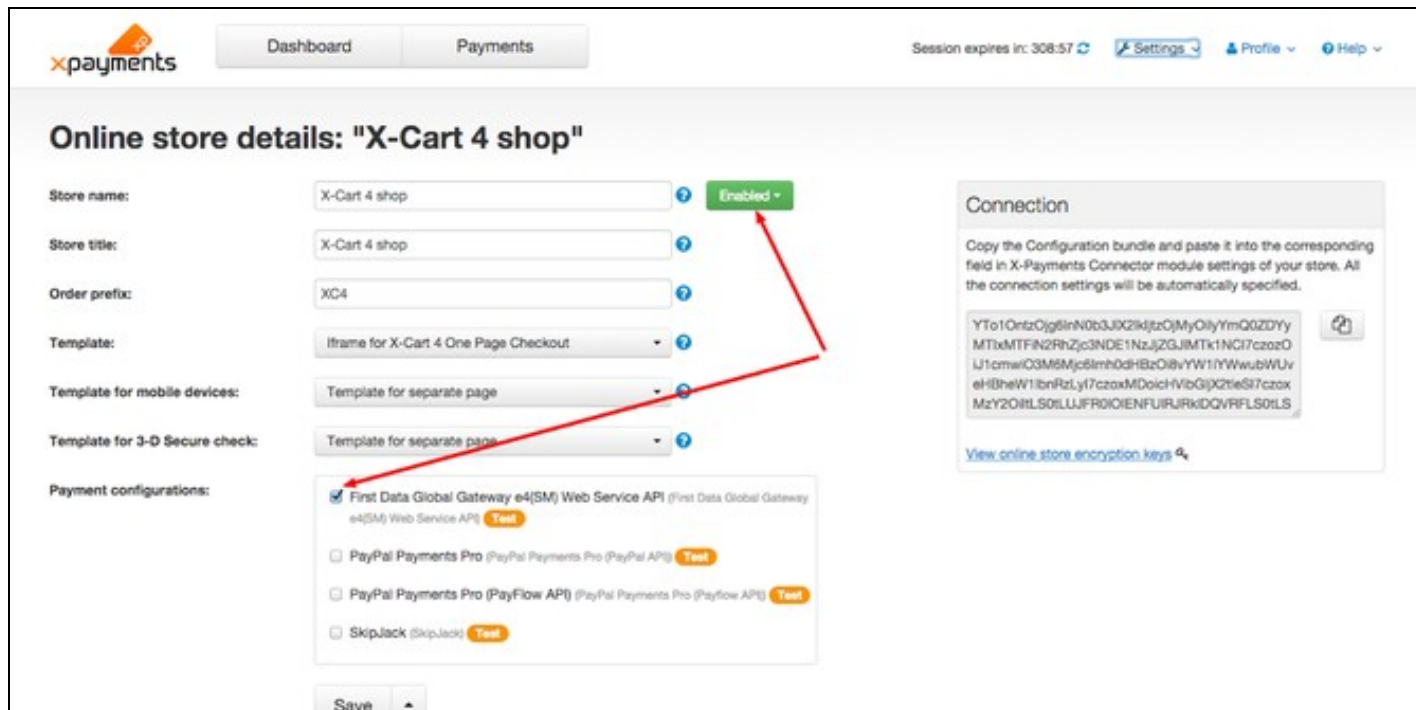 xpayments
Dashboard
Payments
Session expires in: 308:57
Settings
Profile
Help
Online store details: "X-Cart 4 shop"
Store name:
X-Cart 4 shop
Enabled
Store title:
X-Cart 4 shop
Order prefix:
XC4
Template:
Iframe for X-Cart 4 One Page Checkout
Template for mobile devices:
Template for separate page
Template for 3-D Secure check:
Template for separate page
Payment configurations:
First Data Global Gateway e4(SM) Web Service API (First Data Global Gateway
e4(SM) Web Service API) Test
PayPal Payments Pro (PayPal Payments Pro (PayPal API)) Test
PayPal Payments Pro (PayFlow API) (PayPal Payments Pro (Payflow API)) Test
SkipJack (SkipJack) Test
Save
Connection
Copy the Configuration bundle and paste it into the corresponding
field in X-Payments Connector module settings of your store. All
the connection settings will be automatically specified.
View online store encryption keys